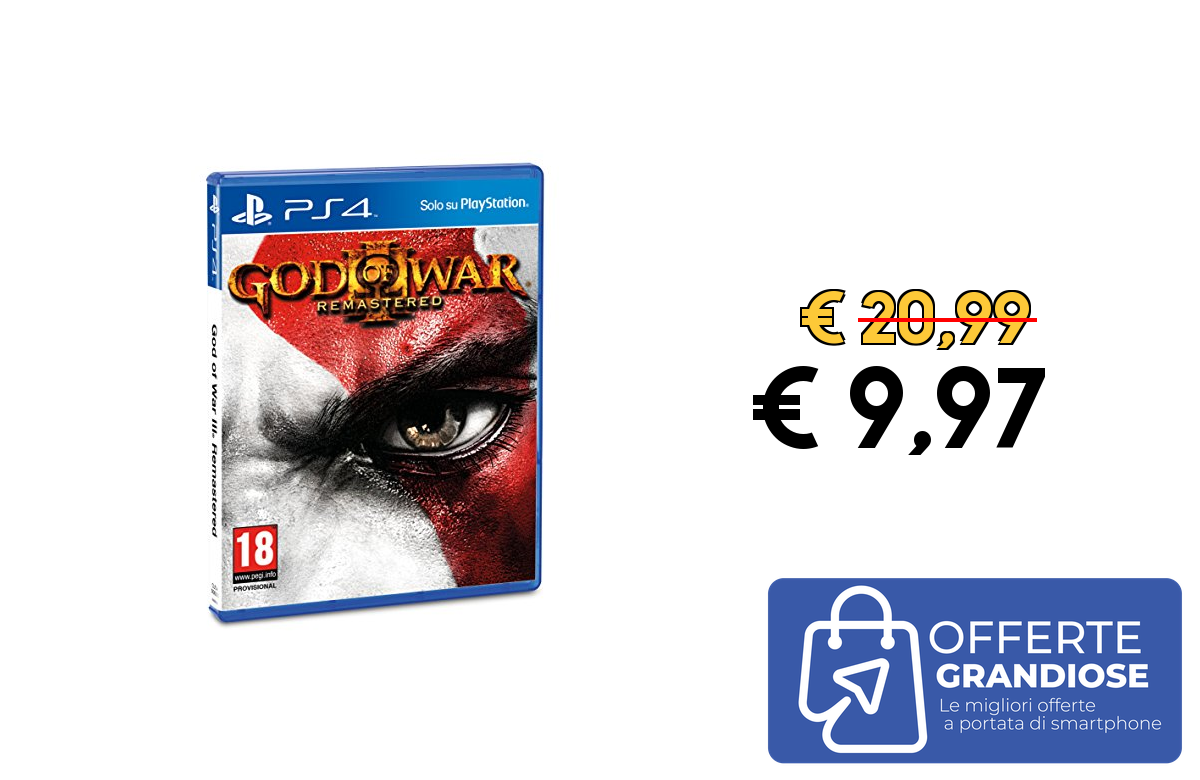 PS4
Solo su PlayStation®
GOD OF WAR
III
REMASTERED
PS4
God of War III Remastered
18
www.pegi.info
PROVISIONAL
€ 20,99
€ 9,97
OFFERTE
GRANDIOSE
Le migliori offerte
a portata di smartphone